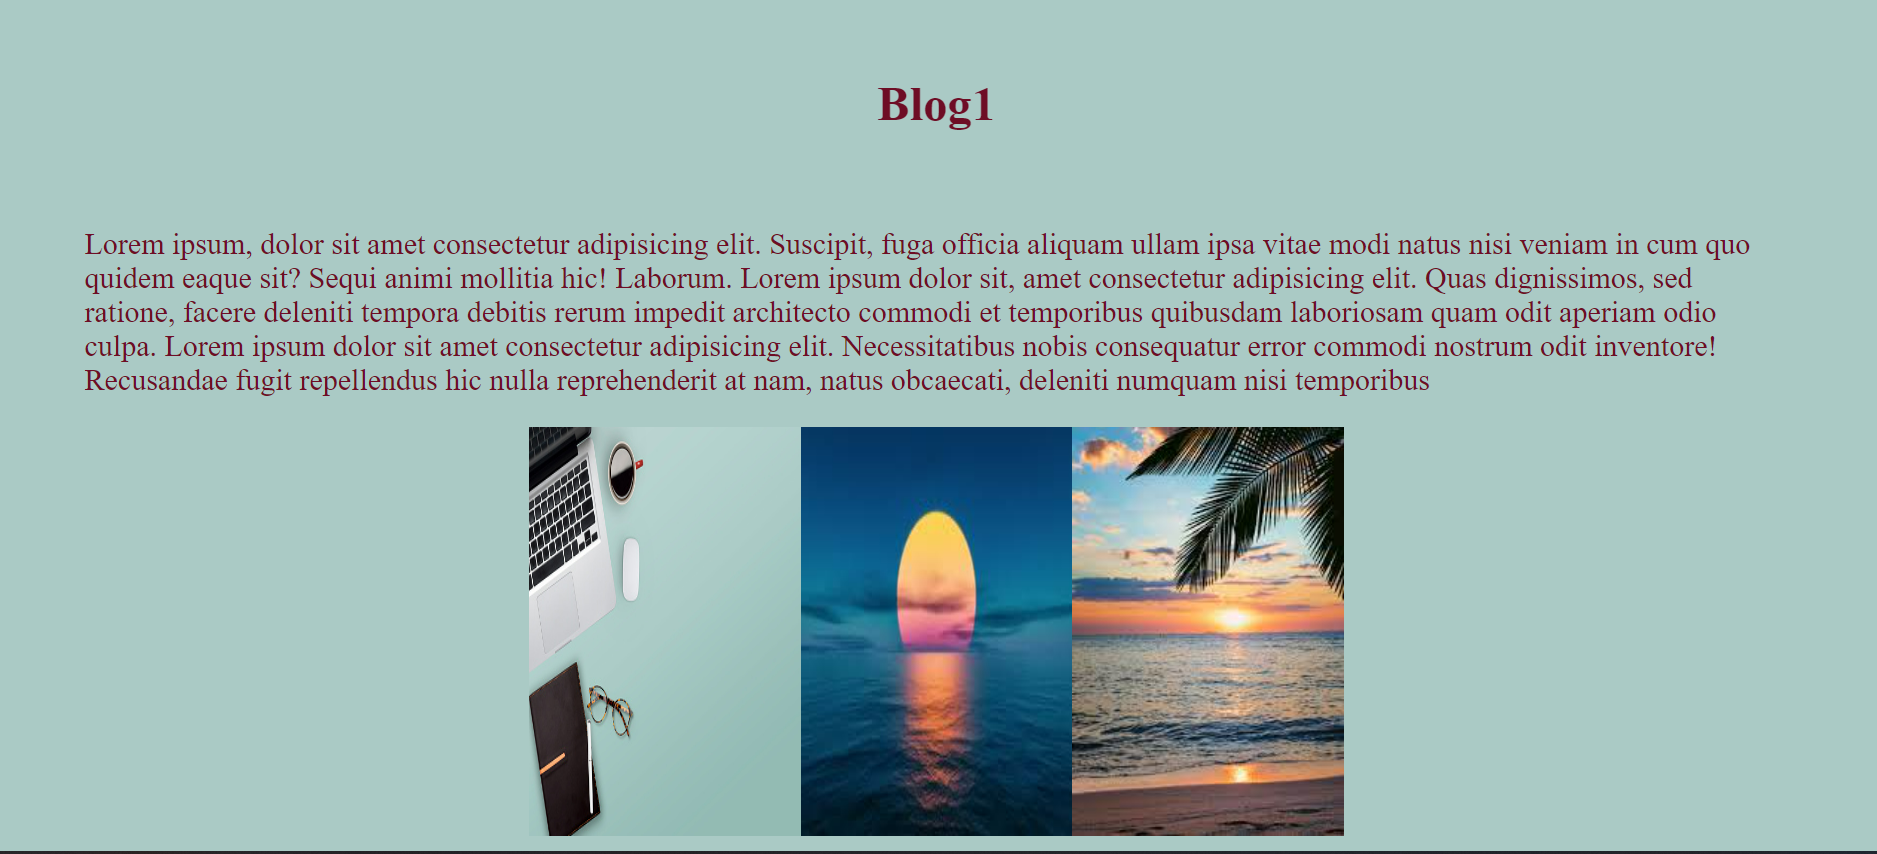 Blog1
Lorem ipsum, dolor sit amet consectetur adipisicing elit. Suscipit, fuga officia aliquam ullam ipsa vitae modi natus nisi veniam in cum quo
quidem eaque sit? Sequi animi mollitia hic! Laborum. Lorem ipsum dolor sit, amet consectetur adipisicing elit. Quas dignissimos, sed
ratione, facere deleniti tempora debitis rerum impedit architecto commodi et temporibus quibusdam laboriosam quam odit aperiam odio
culpa. Lorem ipsum dolor sit amet consectetur adipisicing elit. Necessitatibus nobis consequatur error commodi nostrum odit inventore!
Recusandae fugit repellendus hic nulla reprehenderit at nam, natus obcaecati, deleniti numquam nisi temporibus